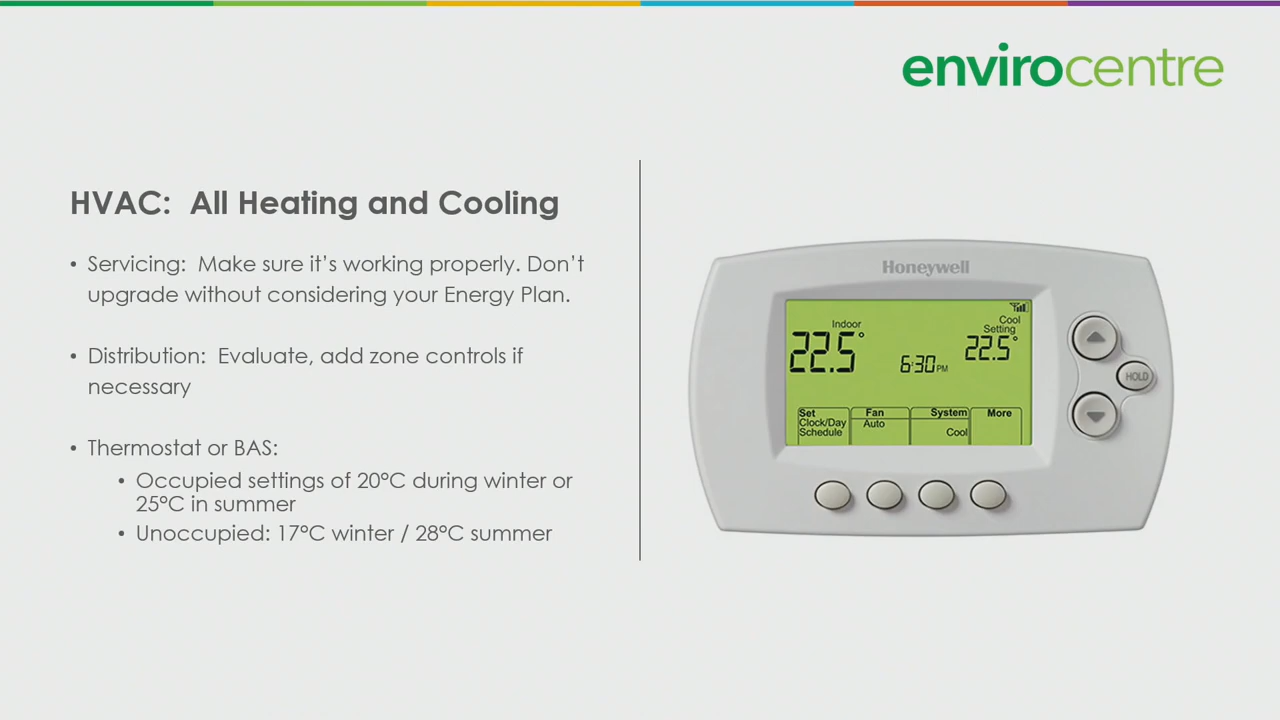 envirocentre
HVAC:  All Heating and Cooling
• Servicing:  Make sure it’s working properly. Don’t
upgrade without considering your Energy Plan.
• Distribution:  Evaluate, add zone controls if
necessary
• Thermostat or BAS:
• Occupied settings of 20°C during winter or
25°C in summer
• Unoccupied: 17°C winter / 28°C summer
Honeywell
Indoor
22.5°
6:30 PM
Cool
Setting
22.5°
Set
Clock/Day
Schedule
Fan
Auto
System
Cool
More
HOLD